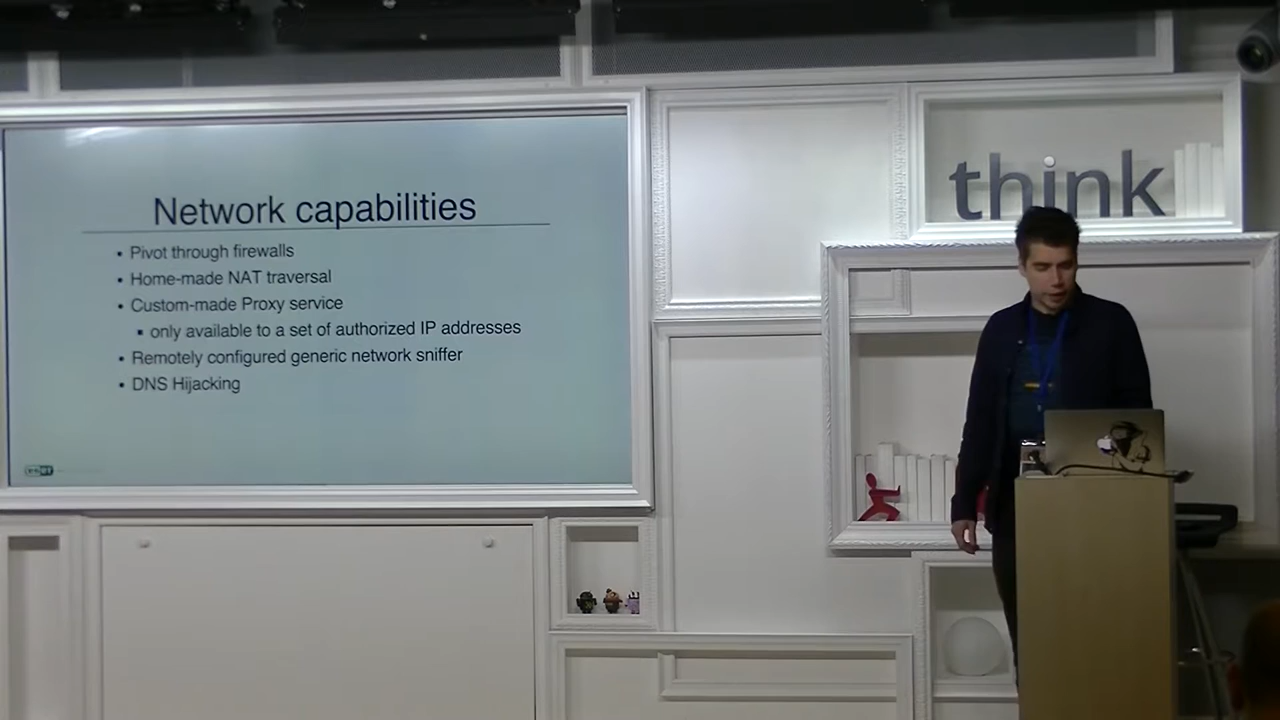 think
Network capabilities
• Pivot through firewalls
• Home-made NAT traversal
• Custom-made Proxy service
▪ only available to a set of authorized IP addresses
• Remotely configured generic network sniffer
• DNS Hijacking
eset